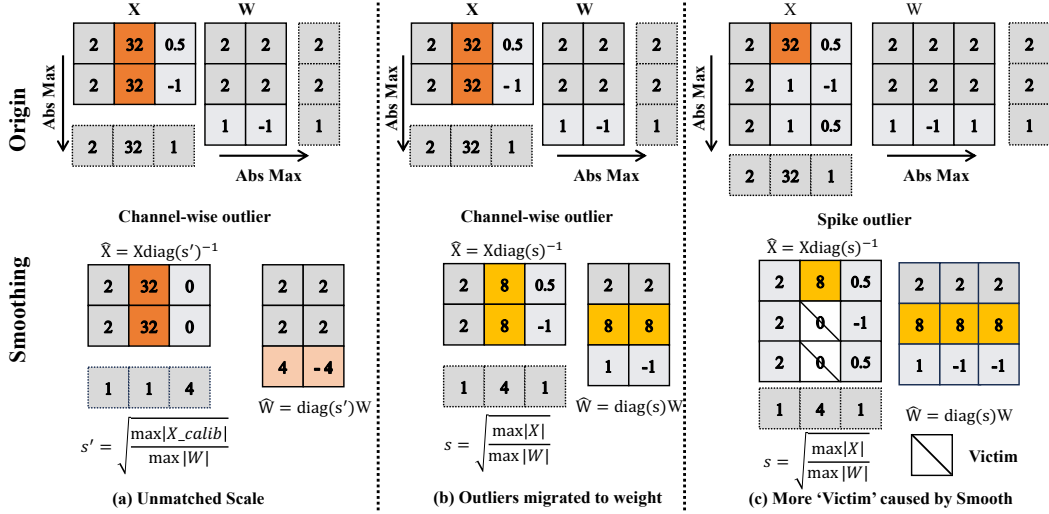 X W
2 32 0.5 2 2 2
2 32 -1 2 2 2
1 -1 1
2 32 1
Abs Max
Abs Max
Channel-wise outlier
X W
2 32 0.5 2 2 2
2 32 - 1 2 2 2
1 -1 1
2 32 1
Abs Max
Abs Max
Channel-wise outlier
X W
2 32 0.5 2 2 2 2
2 1 -1 2 2 2 2
2 1 0.5 1 -1 1 1
2 32 1
Abs Max
Abs Max
Spike outlier
Origin
Smoothing
X̂ = Xdiag(s′)⁻¹
2 32 0 2 2
2 32 0 2 2
4 - 4
1 1 4
Ŵ = diag(s′)W
s′ = √(max|X_calib| / max |W|)
(a) Unmatched Scale
X̂ = Xdiag(s)⁻¹
2 8 0.5 2 2
2 8 -1 8 8
1 -1
1 4 1
Ŵ = diag(s)W
s = √(max|X| / max |W|)
(b) Outliers migrated to weight
X̂ = Xdiag(s)⁻¹
2 8 0.5 2 2 2
2 0 -1 8 8 8
2 0 0.5 1 -1 -1
1 4 1
Ŵ = diag(s)W
s = √(max|X| / max |W|)
Victim
(c) More ‘Victim’ caused by Smooth